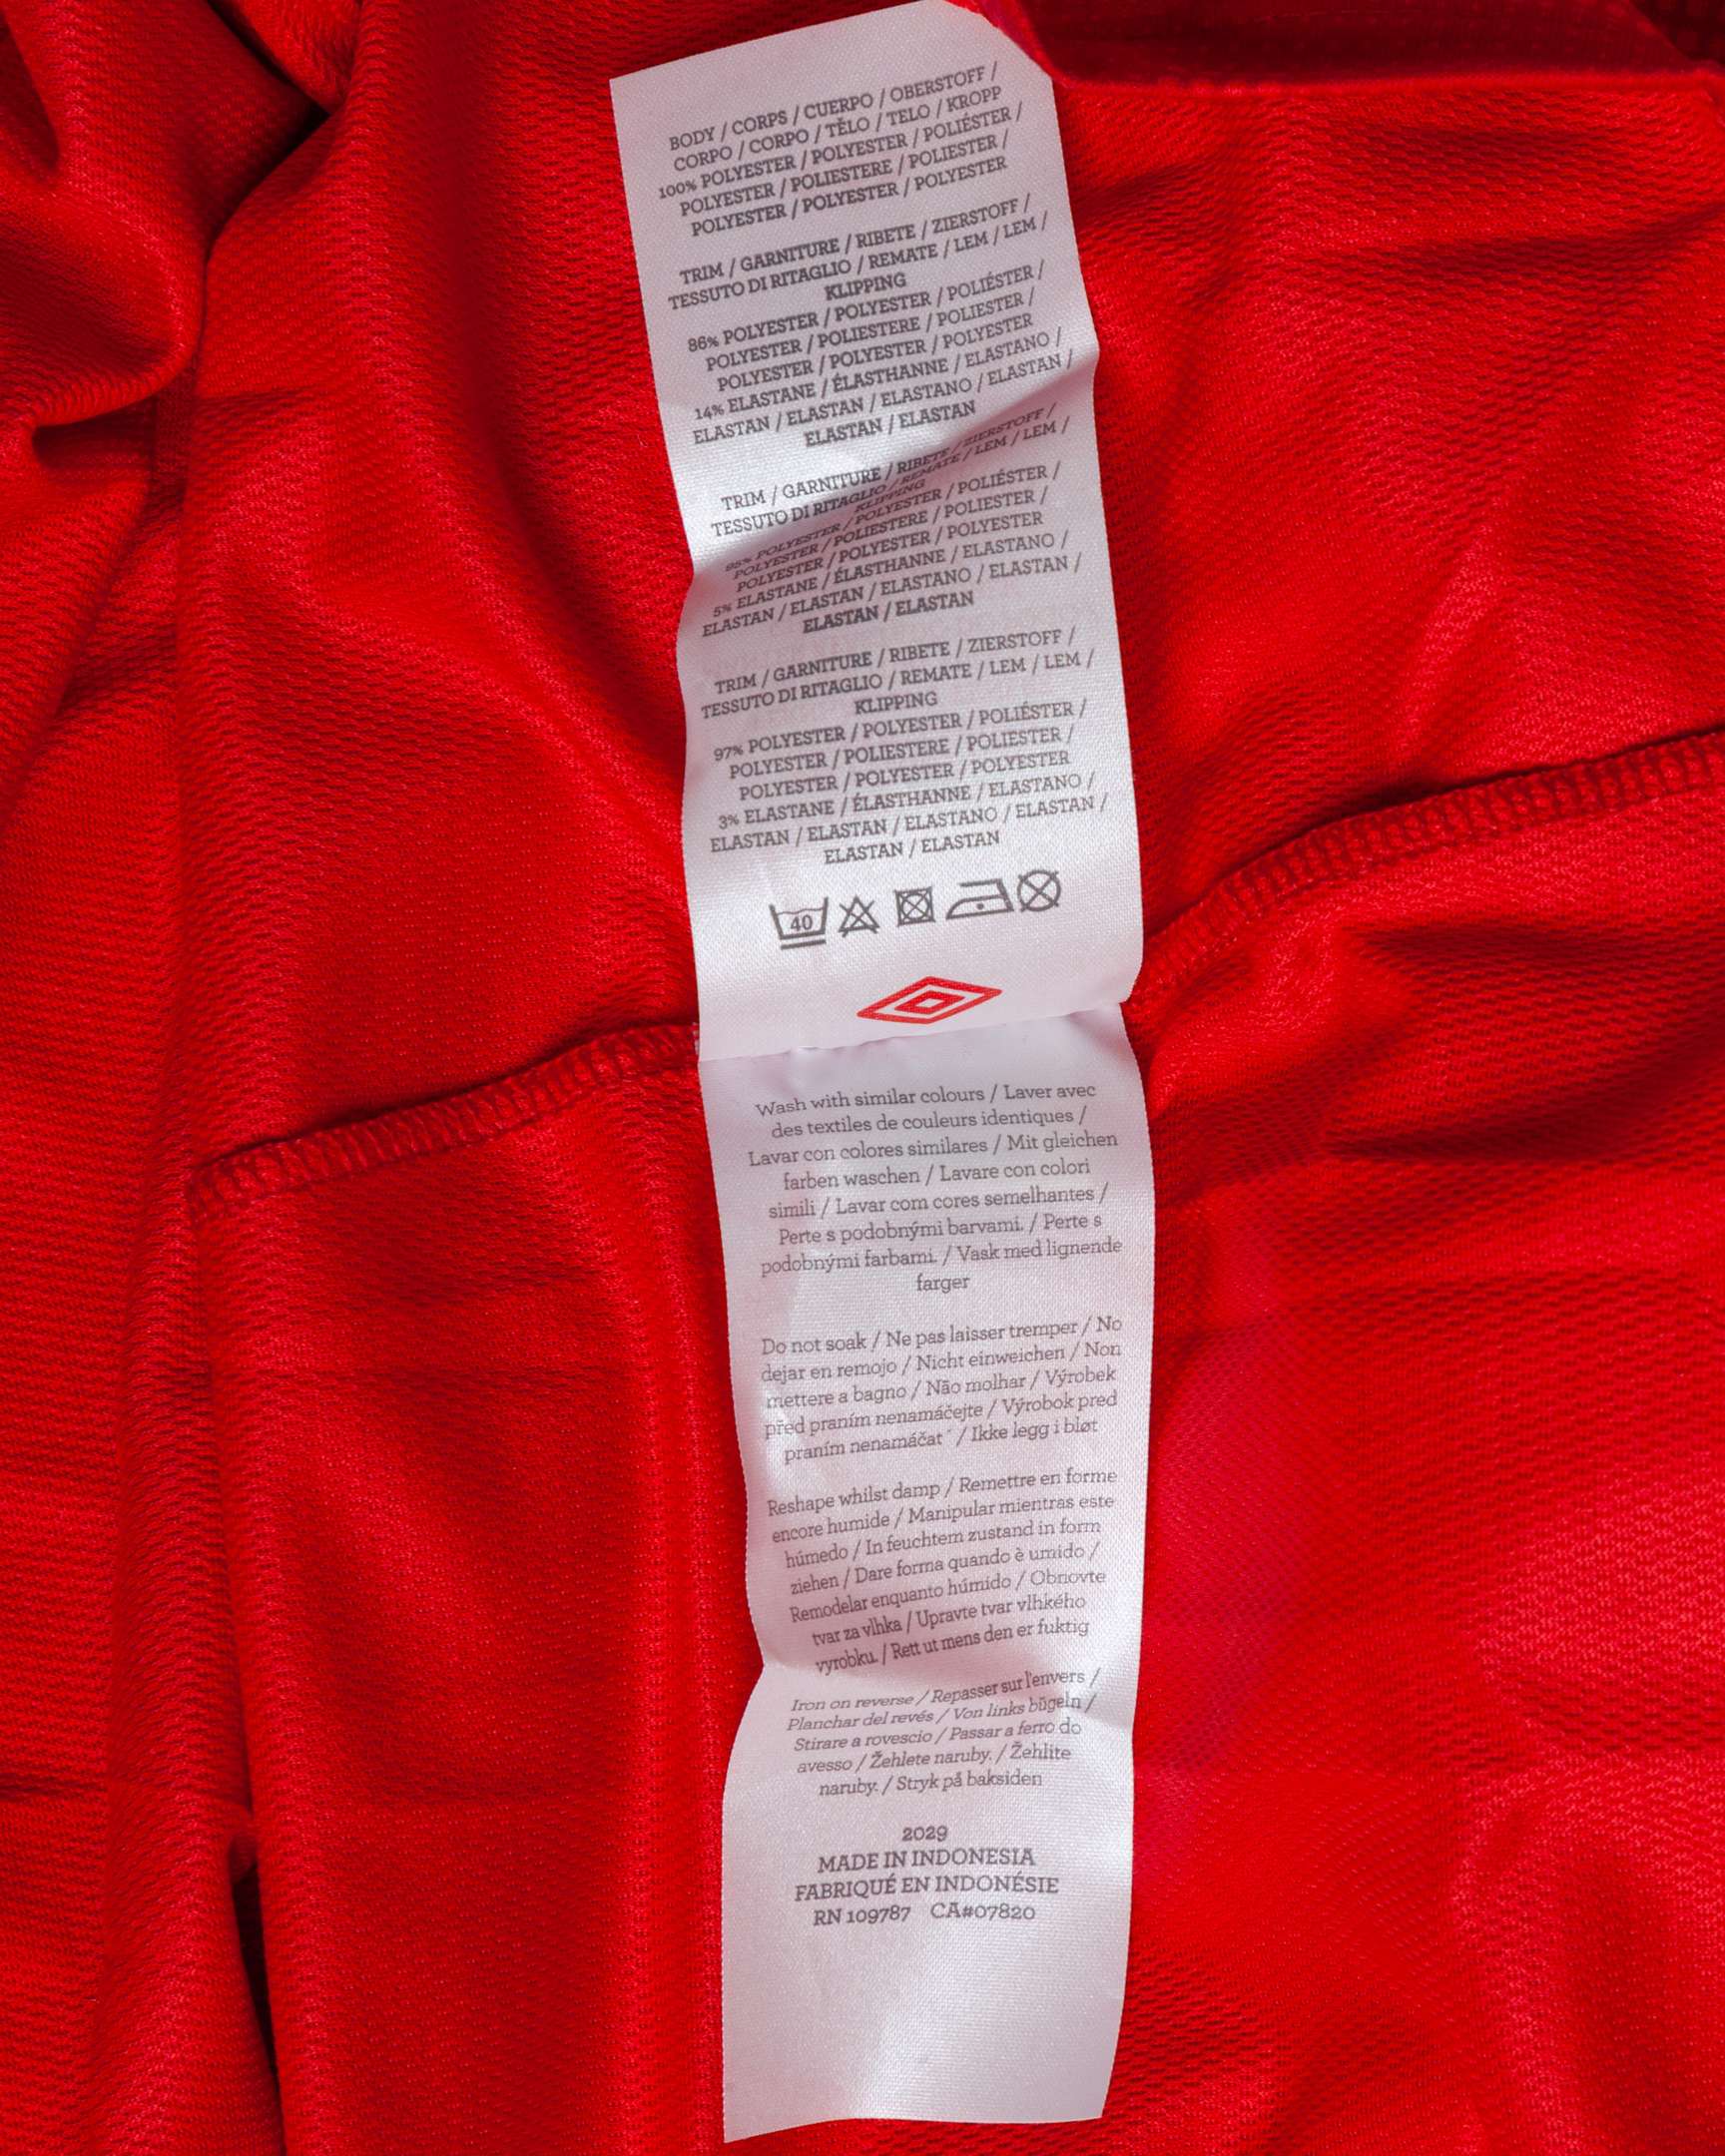 BODY / CORPS / CUERPO / OBERSTOFF /
CORPO / CORPO / TĚLO / TELO / KROPP
100% POLYESTER / POLYESTER / POLIÉSTER /
POLYESTER / POLIESTERE / POLIESTER /
POLYESTER / POLYESTER / POLYESTER
TRIM / GARNITURE / RIBETE / ZIERSTOFF /
TESSUTO DI RITAGLIO / REMATE / LEM / LEM /
KLIPPING
86% POLYESTER / POLYESTER / POLIÉSTER /
POLYESTER / POLIESTERE / POLIESTER /
POLYESTER / POLYESTER / POLYESTER
14% ELASTANE / ÉLASTHANNE / ELASTANO /
ELASTAN / ELASTAN / ELASTANO / ELASTAN /
ELASTAN / ELASTAN
TRIM / GARNITURE / RIBETE / ZIERSTOFF /
TESSUTO DI RITAGLIO / REMATE / LEM / LEM /
KLIPPING
95% POLYESTER / POLYESTER / POLIÉSTER /
POLYESTER / POLIESTERE / POLIESTER /
POLYESTER / POLYESTER / POLYESTER
5% ELASTANE / ÉLASTHANNE / ELASTANO /
ELASTAN / ELASTAN / ELASTANO / ELASTAN /
ELASTAN / ELASTAN
TRIM / GARNITURE / RIBETE / ZIERSTOFF /
TESSUTO DI RITAGLIO / REMATE / LEM / LEM /
KLIPPING
97% POLYESTER / POLYESTER / POLIÉSTER /
POLYESTER / POLIESTERE / POLIESTER /
POLYESTER / POLYESTER / POLYESTER
3% ELASTANE / ÉLASTHANNE / ELASTANO /
ELASTAN / ELASTAN / ELASTANO / ELASTAN /
ELASTAN / ELASTAN
40
Wash with similar colours / Laver avec
des textiles de couleurs identiques /
Lavar con colores similares / Mit gleichen
farben waschen / Lavare con colori
simili / Lavar com cores semelhantes /
Perte s podobnými barvami. / Perte s
podobnými farbami. / Vask med lignende
farger
Do not soak / Ne pas laisser tremper / No
dejar en remojo / Nicht einweichen / Non
mettere a bagno / Não molhar / Výrobek
před praním nenamáčejte / Výrobok pred
praním nenamáčat ́ / Ikke legg i bløt
Reshape whilst damp / Remettre en forme
encore humide / Manipular mientras este
húmedo / In feuchtem zustand in form
ziehen / Dare forma quando è umido /
Remodelar enquanto húmido / Obnovte
tvar za vlhka / Upravte tvar vlhkého
vyrobku. / Rett ut mens den er fuktig
Iron on reverse / Repasser sur l'envers /
Planchar del revés / Von links bügeln /
Stirare a rovescio / Passar a ferro do
avesso / Žehlete naruby. / Žehlite
naruby. / Stryk på baksiden
2029
MADE IN INDONESIA
FABRIQUÉ EN INDONÉSIE
RN 109787 CA#07820